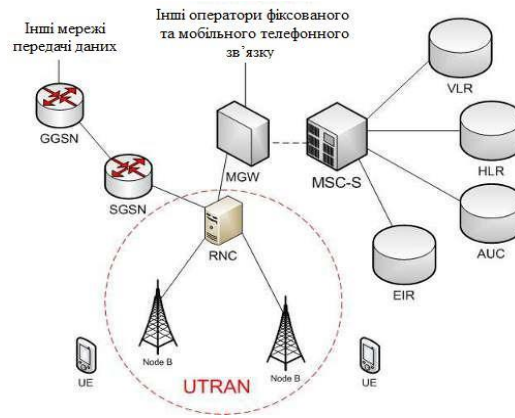 Інші мережі
передачі даних
Інші оператори фіксованого
та мобільного телефонного
зв’язку
VLR
GGSN
MGW
MSC-S
HLR
SGSN
RNC
AUC
EIR
Node B
Node B
UE
UTRAN
UE